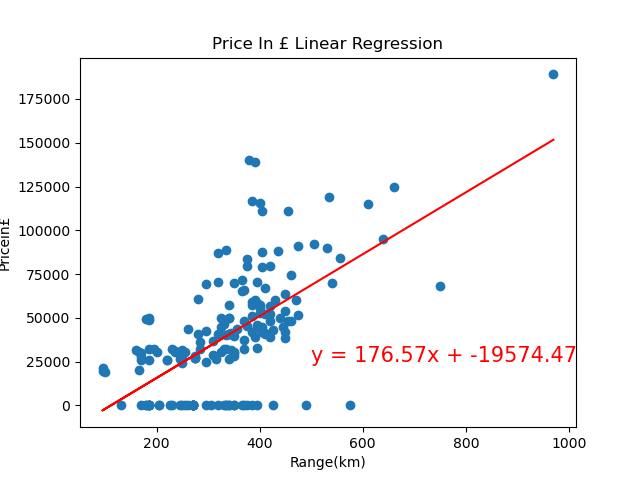 Price In £ Linear Regression
175000
150000
125000
100000
75000
50000
25000
0
PriceIn£
y = 176.57x + -19574.47
200 400 600 800 1000
Range(km)